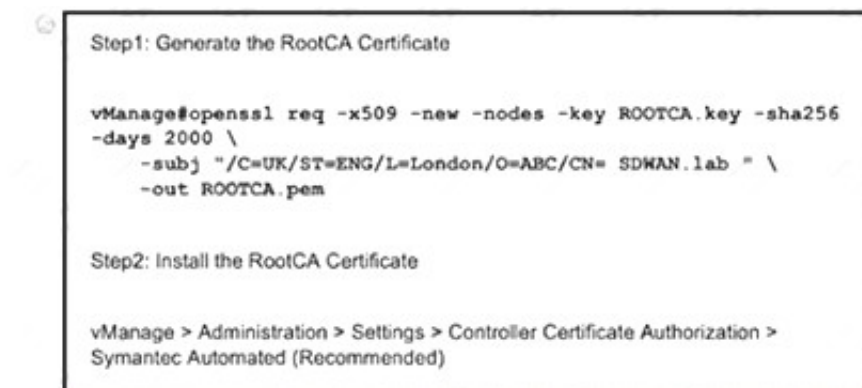 Step1: Generate the RootCA Certificate
vManage#openssl req -x509 -new -nodes -key ROOTCA.key -sha256
-days 2000 \
-subj "/C=UK/ST=ENG/L=London/O=ABC/CN= SDWAN.lab " \
-out ROOTCA.pem
Step2: Install the RootCA Certificate
vManage > Administration > Settings > Controller Certificate Authorization >
Symantec Automated (Recommended)